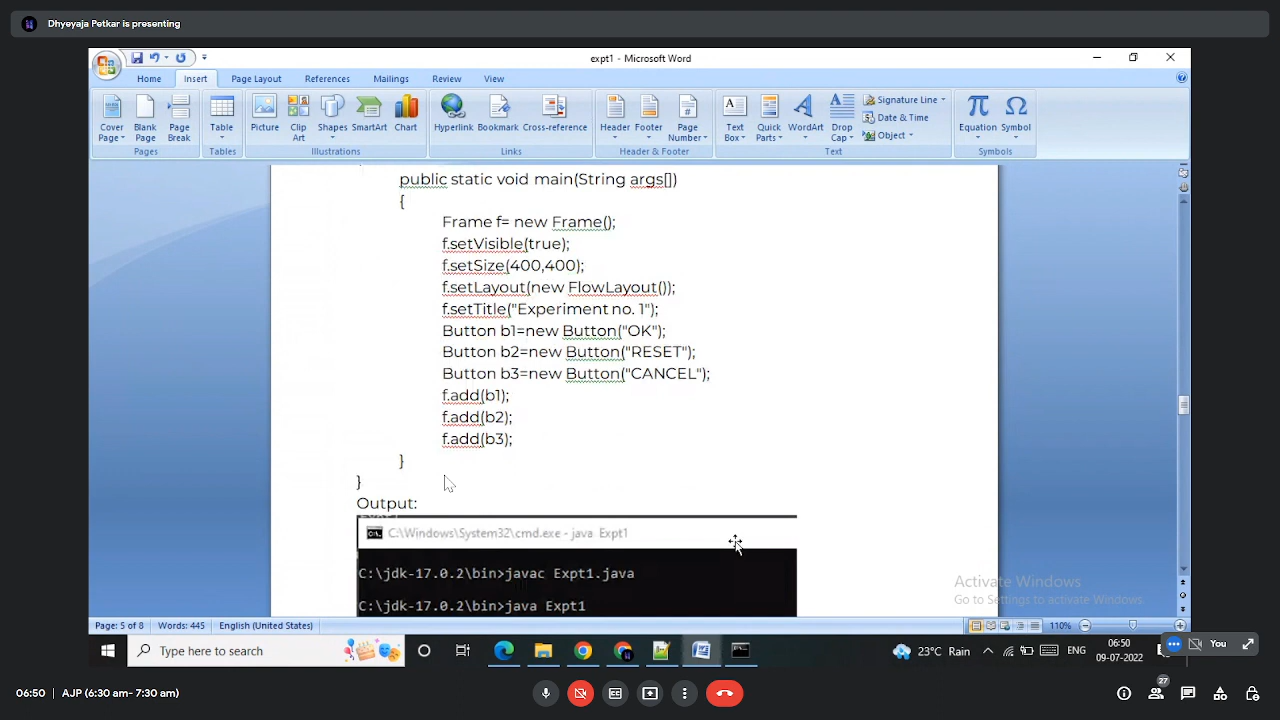 Dhyeyaja Petkar is presenting
expt1 - Microsoft Word
Home Insert Page Layout References Mailings Review View
Cover Page Blank Page Page Break Table Picture Clip Art Shapes SmartArt Chart Hyperlink Bookmark Cross-reference Header Footer Page Number Text Box Quick Parts WordArt Drop Cap Signature Line Date & Time Object Equation Symbol
Pages Tables Illustrations Links Header & Footer Text Symbols
public static void main(String args[])
{
Frame f= new Frame();
f.setVisible(true);
f.setSize(400,400);
f.setLayout(new FlowLayout());
f.setTitle("Experiment no. 1");
Button b1=new Button("OK");
Button b2=new Button("RESET");
Button b3=new Button("CANCEL");
f.add(b1);
f.add(b2);
f.add(b3);
}
}
Output:
C:\Windows\System32\cmd.exe - java Expt1
C:\jdk-17.0.2\bin>javac Expt1.java
C:\jdk-17.0.2\bin>java Expt1
Activate Windows
Go to Settings to activate Windows.
Page: 5 of 8 Words: 445 English (United States) 110%
Type here to search
23°C Rain ENG 06:50
09-07-2022
You
06:50 AJP (6:30 am- 7:30 am)
27